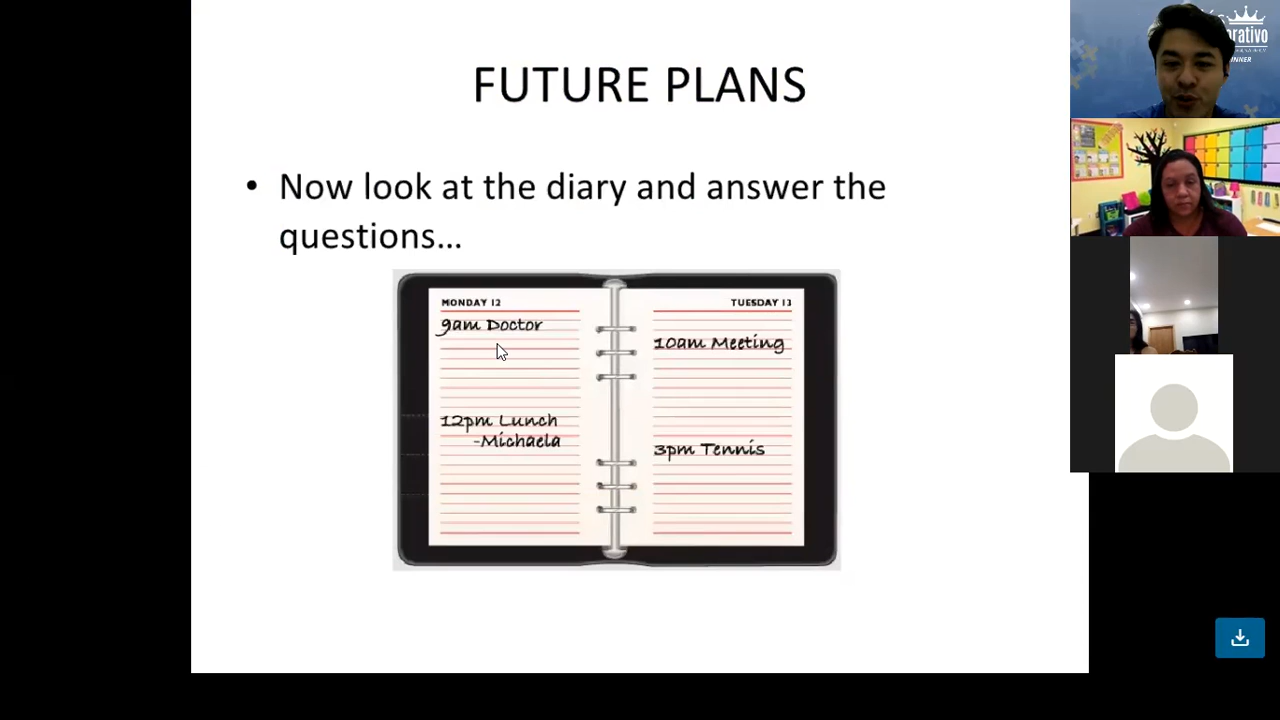 FUTURE PLANS
• Now look at the diary and answer the
questions...
MONDAY 12
9am Doctor
12pm Lunch
-Michaela
TUESDAY 13
10am Meeting
3pm Tennis